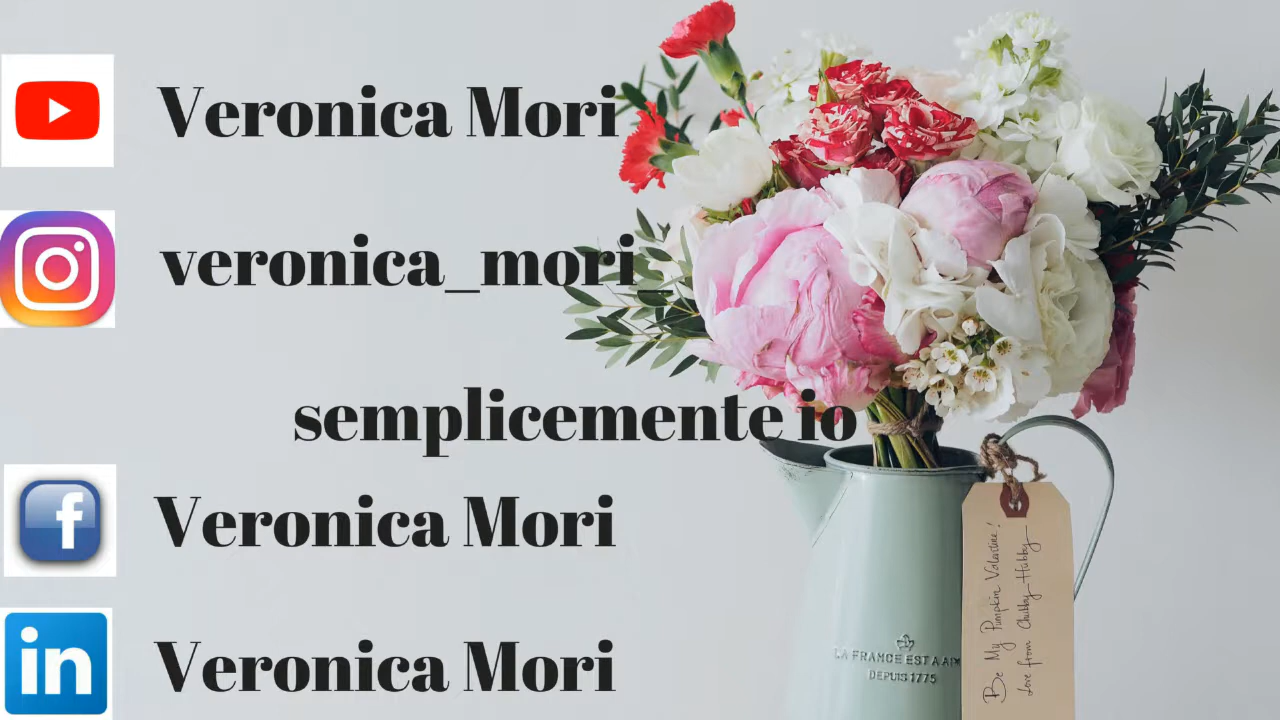 Veronica Mori
veronica_mori_
semplicemente io
Veronica Mori
in
Veronica Mori
LA FRANCE EST A AIM
DEPUIS 1775
Be My Pumpkin Valentine!
Love from Chubby Hubby